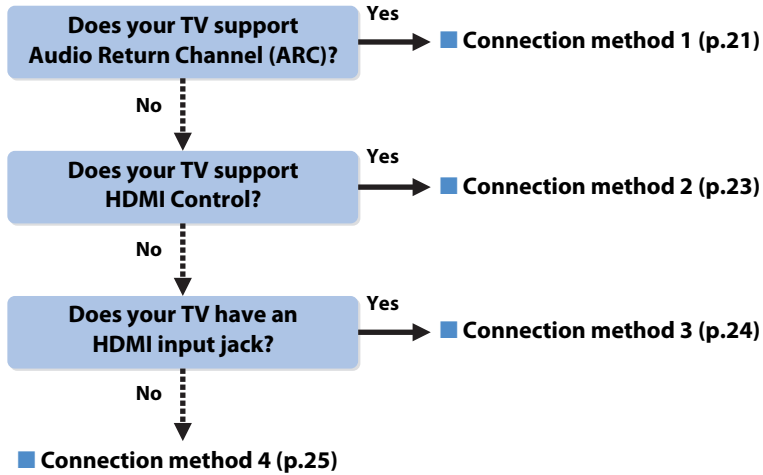 Does your TV support
Audio Return Channel (ARC)?
Yes
Connection method 1 (p.21)
No
Does your TV support
HDMI Control?
Yes
Connection method 2 (p.23)
No
Does your TV have an
HDMI input jack?
Yes
Connection method 3 (p.24)
No
Connection method 4 (p.25)